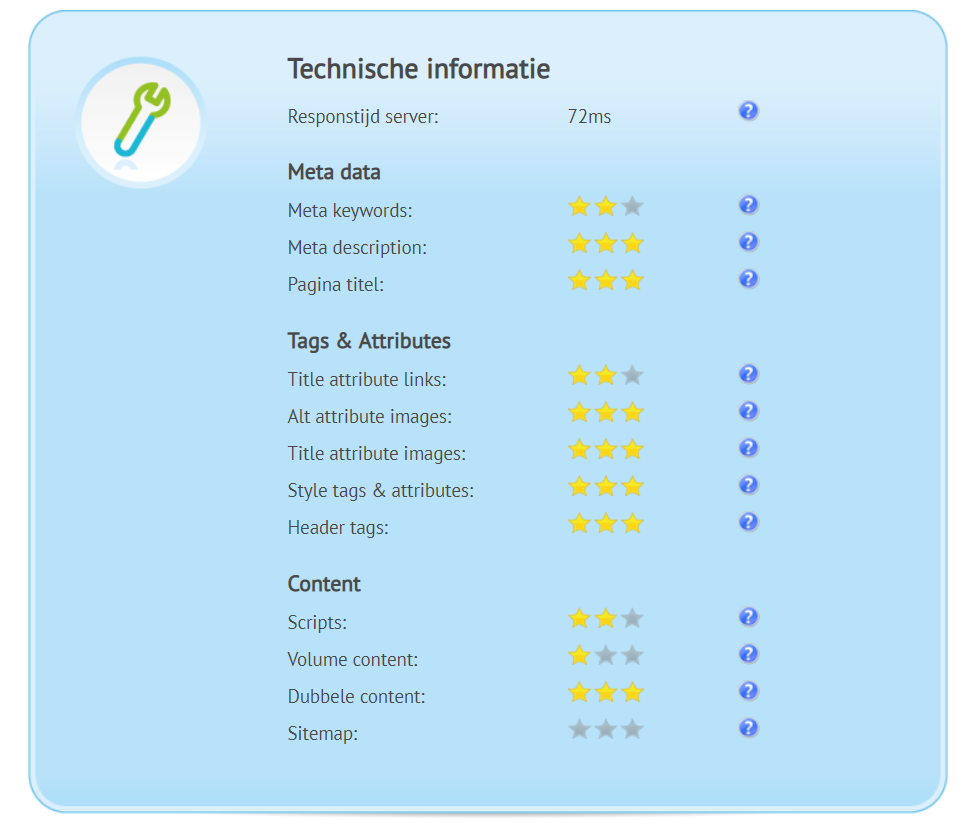 Technische informatie
Responstijd server: 72ms ?
Meta data
Meta keywords: ?
Meta description: ?
Pagina titel: ?
Tags & Attributes
Title attribute links: ?
Alt attribute images: ?
Title attribute images: ?
Style tags & attributes: ?
Header tags: ?
Content
Scripts: ?
Volume content: ?
Dubbele content: ?
Sitemap: ?